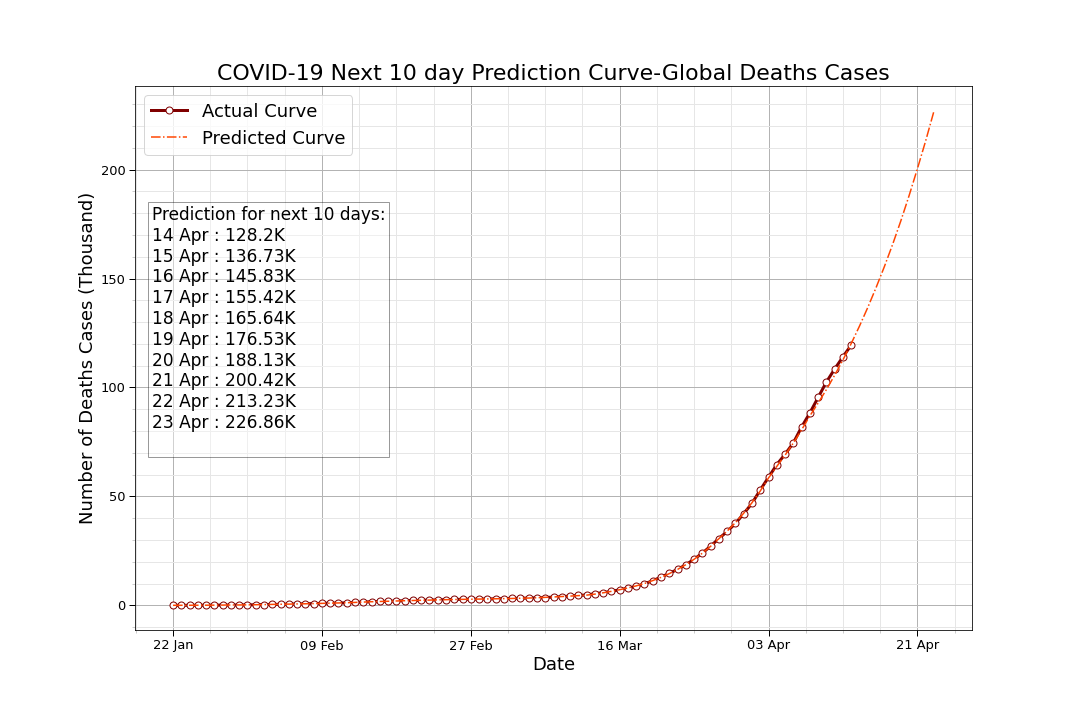 COVID-19 Next 10 day Prediction Curve-Global Deaths Cases
Actual Curve
Predicted Curve
Prediction for next 10 days:
14 Apr : 128.2K
15 Apr : 136.73K
16 Apr : 145.83K
17 Apr : 155.42K
18 Apr : 165.64K
19 Apr : 176.53K
20 Apr : 188.13K
21 Apr : 200.42K
22 Apr : 213.23K
23 Apr : 226.86K
Number of Deaths Cases (Thousand)
200
150
100
50
0
22 Jan
09 Feb
27 Feb
16 Mar
03 Apr
21 Apr
Date